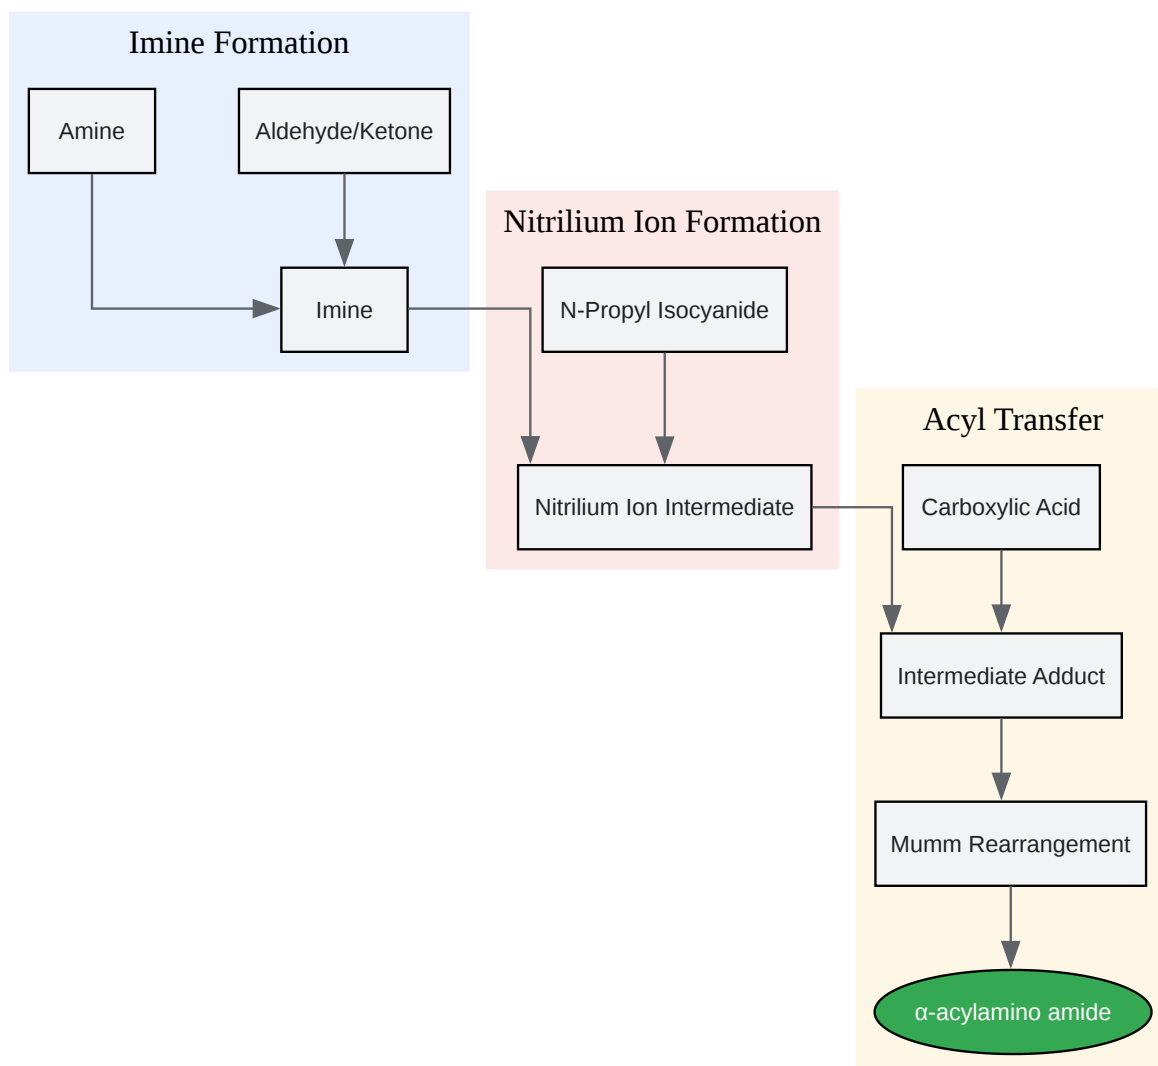 Imine Formation
Amine
Aldehyde/Ketone
Imine
Nitrilium Ion Formation
N-Propyl Isocyanide
Nitrilium Ion Intermediate
Acyl Transfer
Carboxylic Acid
Intermediate Adduct
Mumm Rearrangement
α-acylamino amide